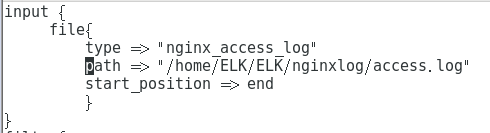 input {
file{
type => "nginx_access_log"
path => "/home/ELK/ELK/nginxlog/access.log"
start_position => end
}
}